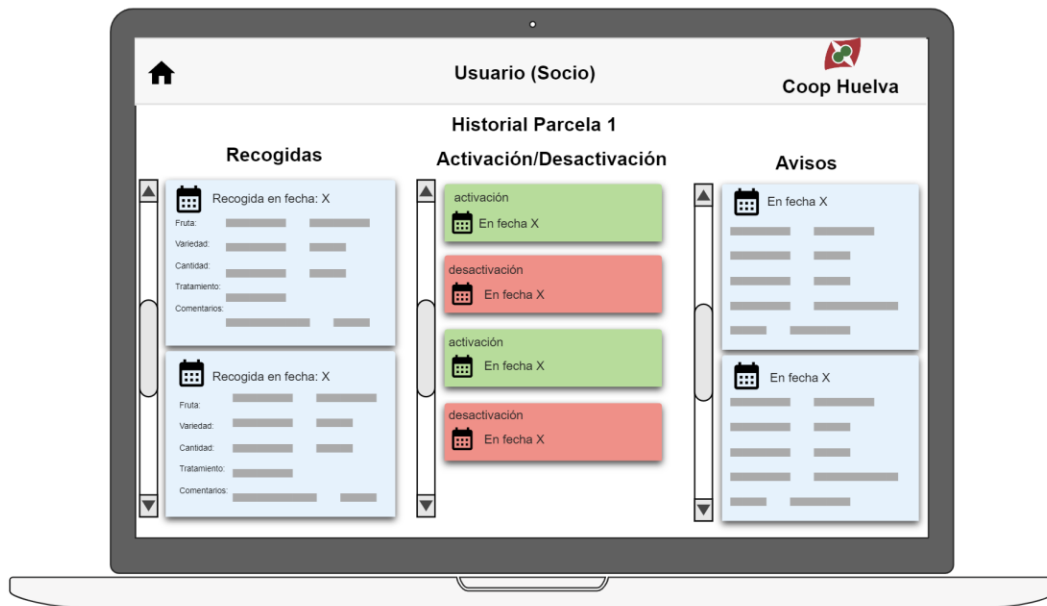 Usuario (Socio)
Coop Huelva
Historial Parcela 1
Recogidas
Recogida en fecha: X
Fruta:
Variedad:
Cantidad:
Tratamiento:
Comentarios:
Recogida en fecha: X
Fruta:
Variedad:
Cantidad:
Tratamiento:
Comentarios:
Activación/Desactivación
activación
En fecha X
desactivación
En fecha X
activación
En fecha X
desactivación
En fecha X
Avisos
En fecha X
En fecha X